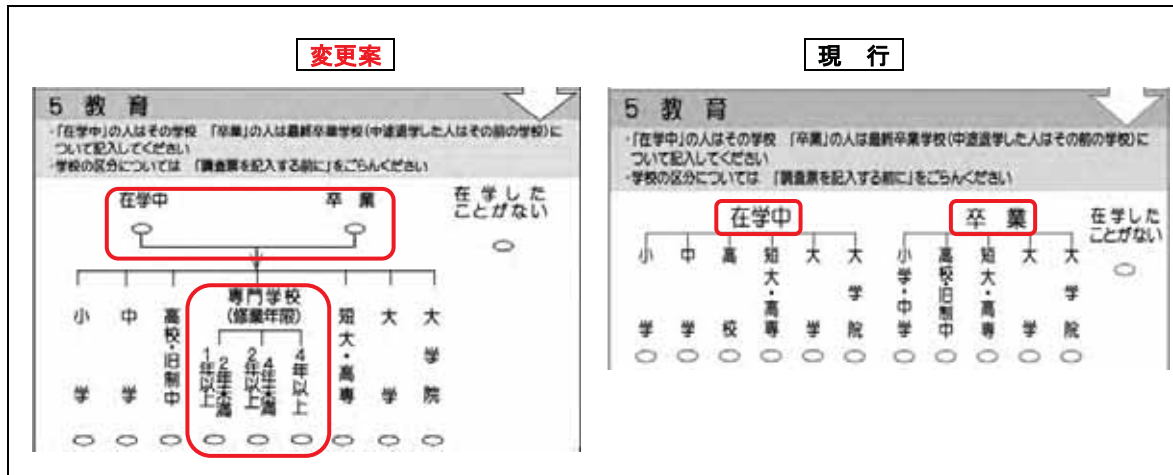 変更案
5 教 育
・「在学中」の人はその学校 「卒業」の人は最終卒業学校(中途退学した人はその前の学校)に
ついて記入してください
・学校の区分については 「調査票を記入する前に」をごらんください
在学中
卒 業
在 学 し た
ことがない
小 学
中 学
高校・旧制中
専門学校
(修業年限)
1年以上
2年未満
2年以上
4年未満
4年以上
短大・高専
大 学
大 学 院
現 行
5 教 育
・「在学中」の人はその学校 「卒業」の人は最終卒業学校(中途退学した人はその前の学校)に
ついて記入してください
・学校の区分については 「調査票を記入する前に」をごらんください
在学中
小 学
中 学
高 校
短大・高専
大 学
大 学 院
卒 業
小学・中学
高校・旧制中
短大・高専
大 学
大 学 院
在 学 し た
ことがない